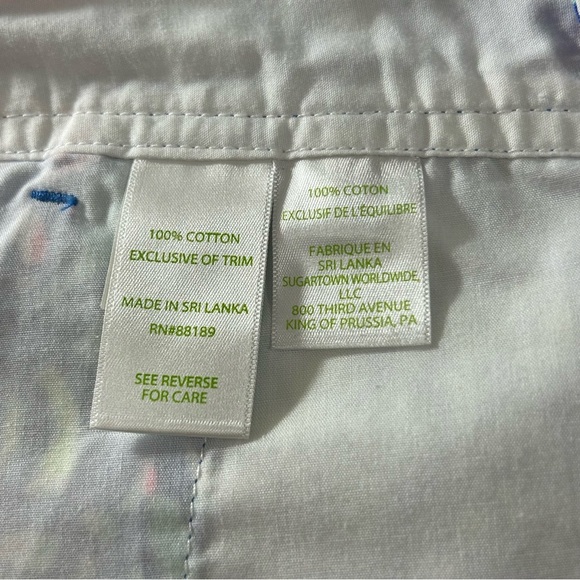 100% COTTON
EXCLUSIVE OF TRIM
MADE IN SRI LANKA
RN#88189
SEE REVERSE
FOR CARE
100% COTON
EXCLUSIF DE L'ÉQUILIBRE
FABRIQUE EN
SRI LANKA
SUGARTOWN WORLDWIDE,
LLC
800 THIRD AVENUE
KING OF PRUSSIA, PA